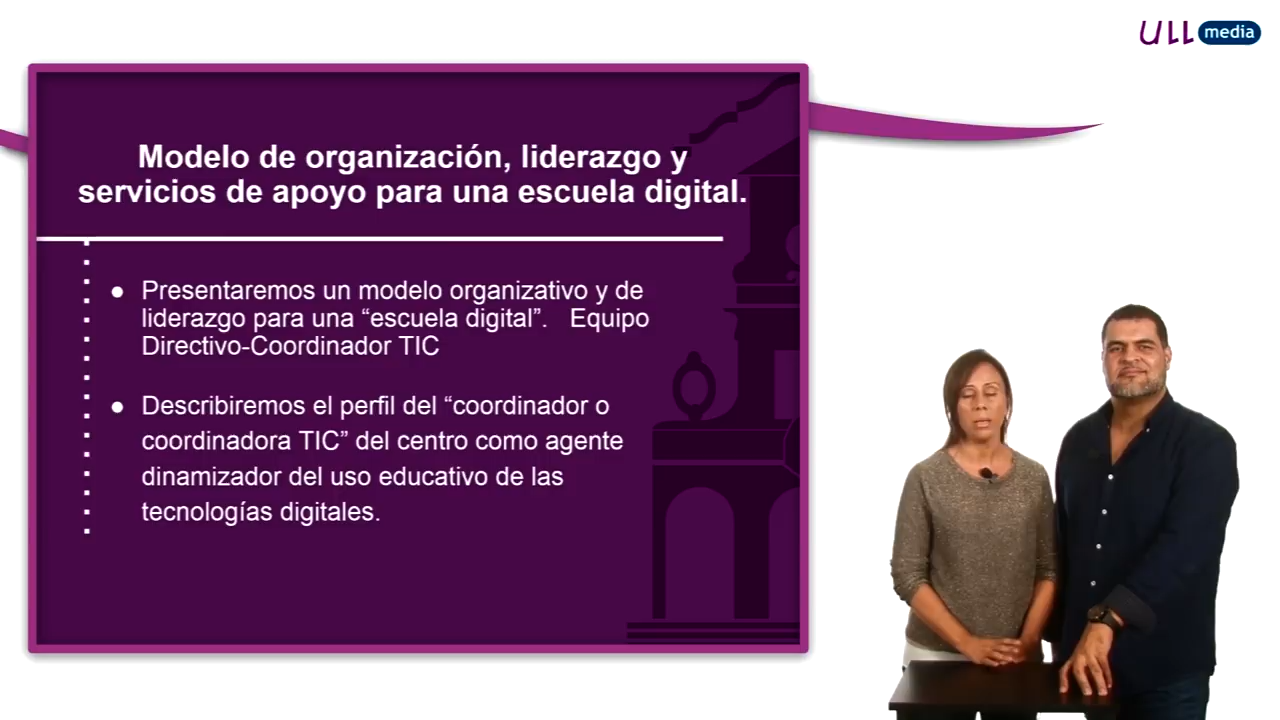 ULL media
Modelo de organización, liderazgo y
servicios de apoyo para una escuela digital.
● Presentaremos un modelo organizativo y de
liderazgo para una “escuela digital”.   Equipo
Directivo-Coordinador TIC
● Describiremos el perfil del “coordinador o
coordinadora TIC” del centro como agente
dinamizador del uso educativo de las
tecnologías digitales.